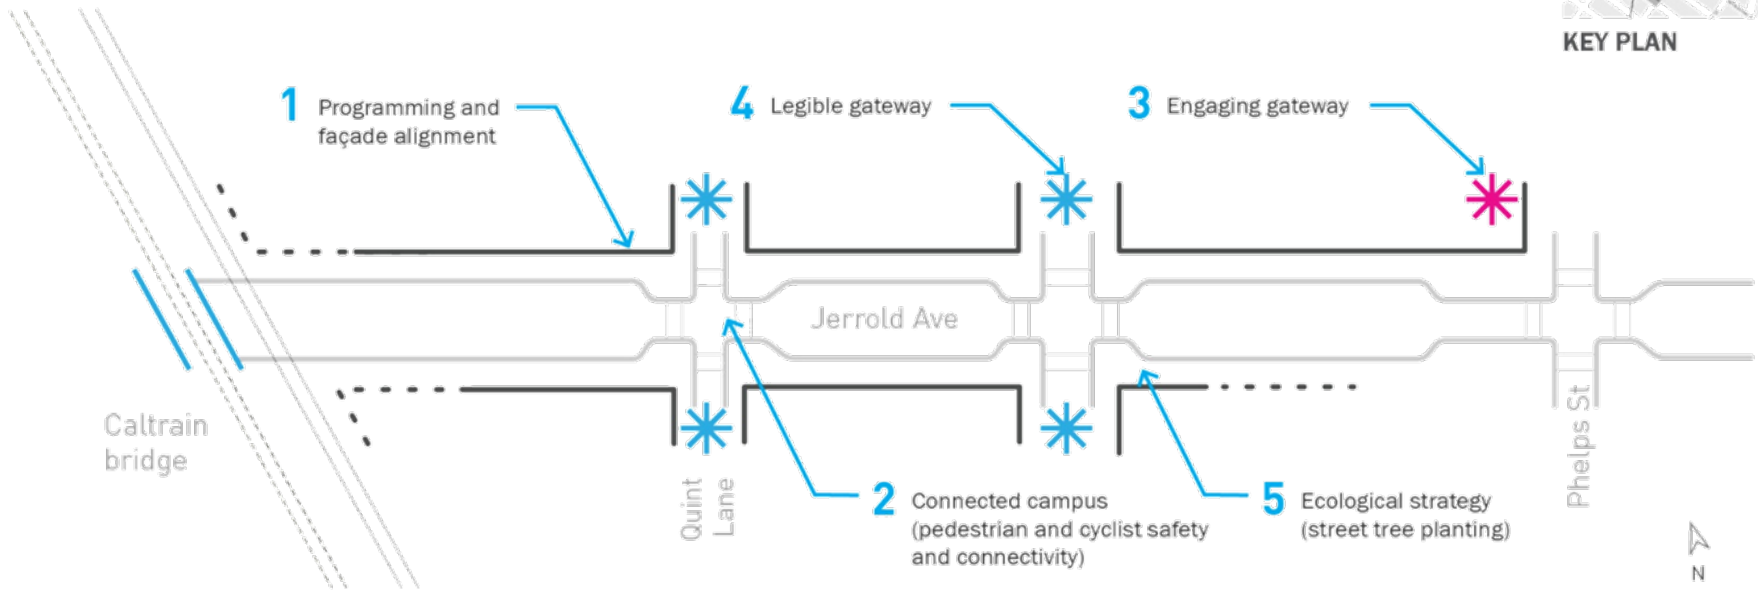 KEY PLAN
1 Programming and
façade alignment
4 Legible gateway
3 Engaging gateway
Jerrold Ave
Caltrain
bridge
Quint
Lane
2 Connected campus
(pedestrian and cyclist safety
and connectivity)
5 Ecological strategy
(street tree planting)
Phelps St
N